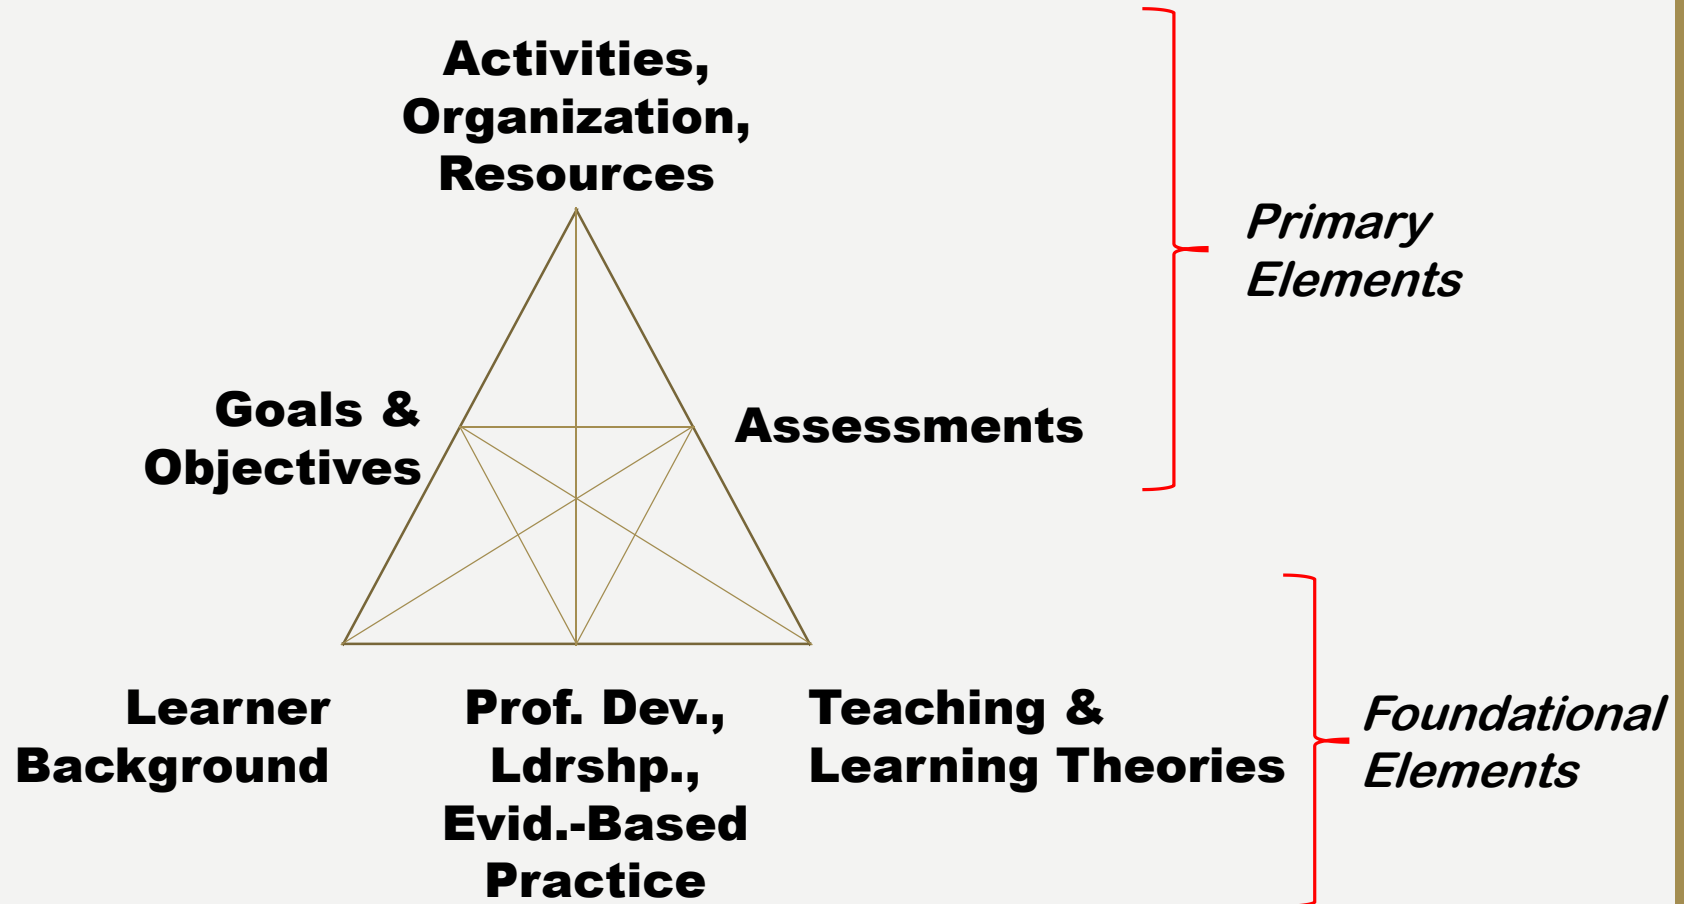 Activities,
Organization,
Resources
Primary
Elements
Goals &
Objectives
Assessments
Learner
Background
Prof. Dev.,
Ldrshp.,
Evid.-Based
Practice
Teaching &
Learning Theories
Foundational
Elements